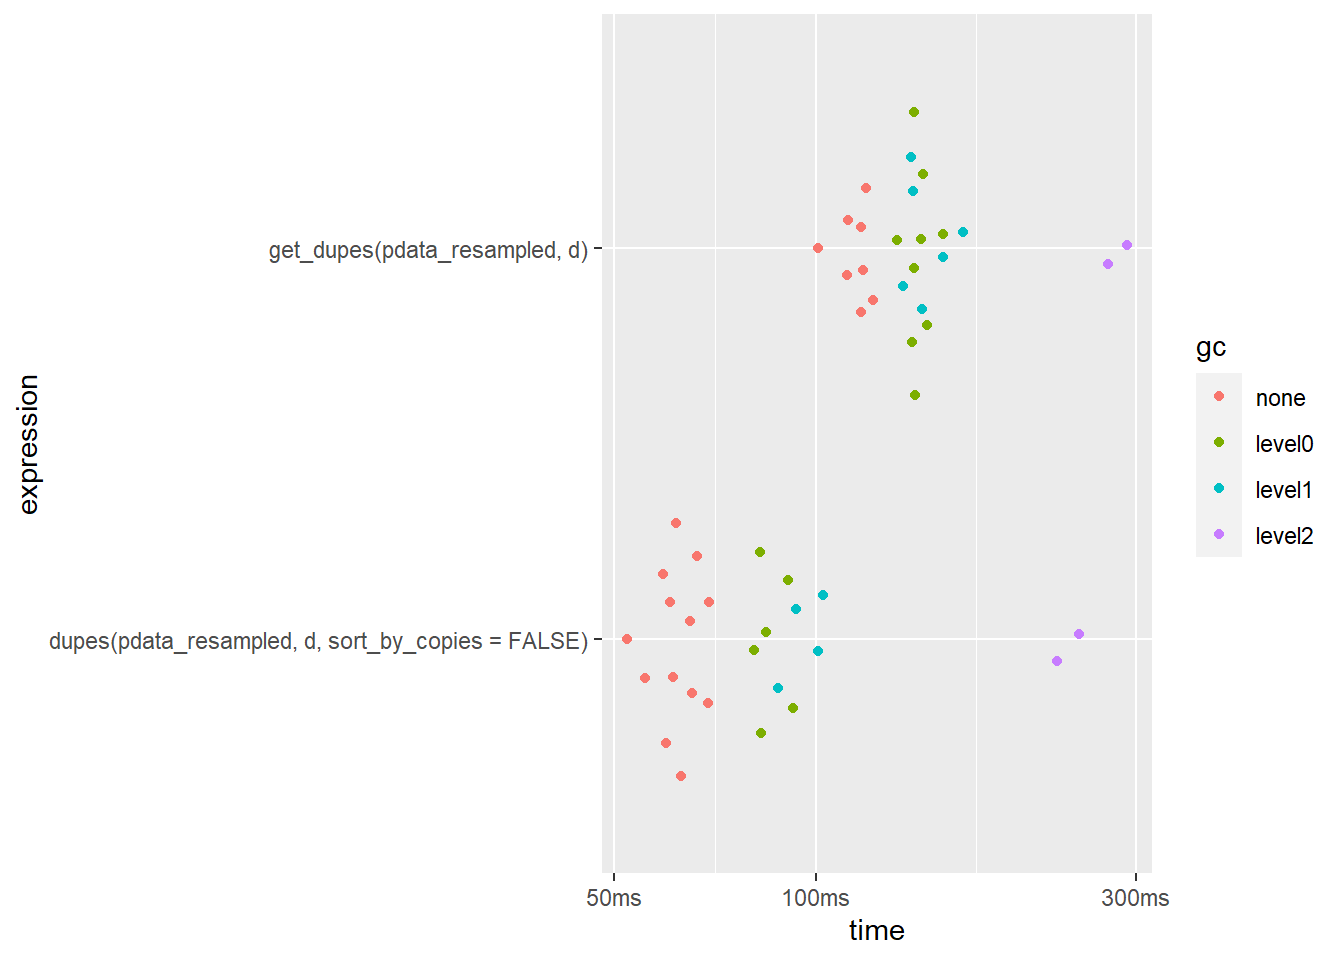 get_dupes(pdata_resampled, d)
dupes(pdata_resampled, d, sort_by_copies = FALSE)
expression
50ms
100ms
300ms
time
gc
none
level0
level1
level2